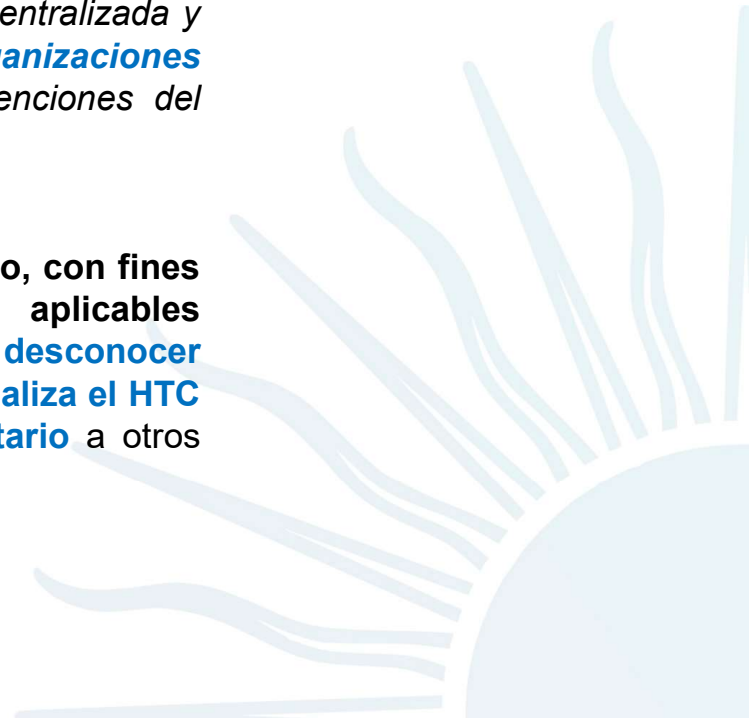 entralizada y
anizaciones
enciones del
o, con fines
aplicables
desconocer
aliza el HTC
tario a otros